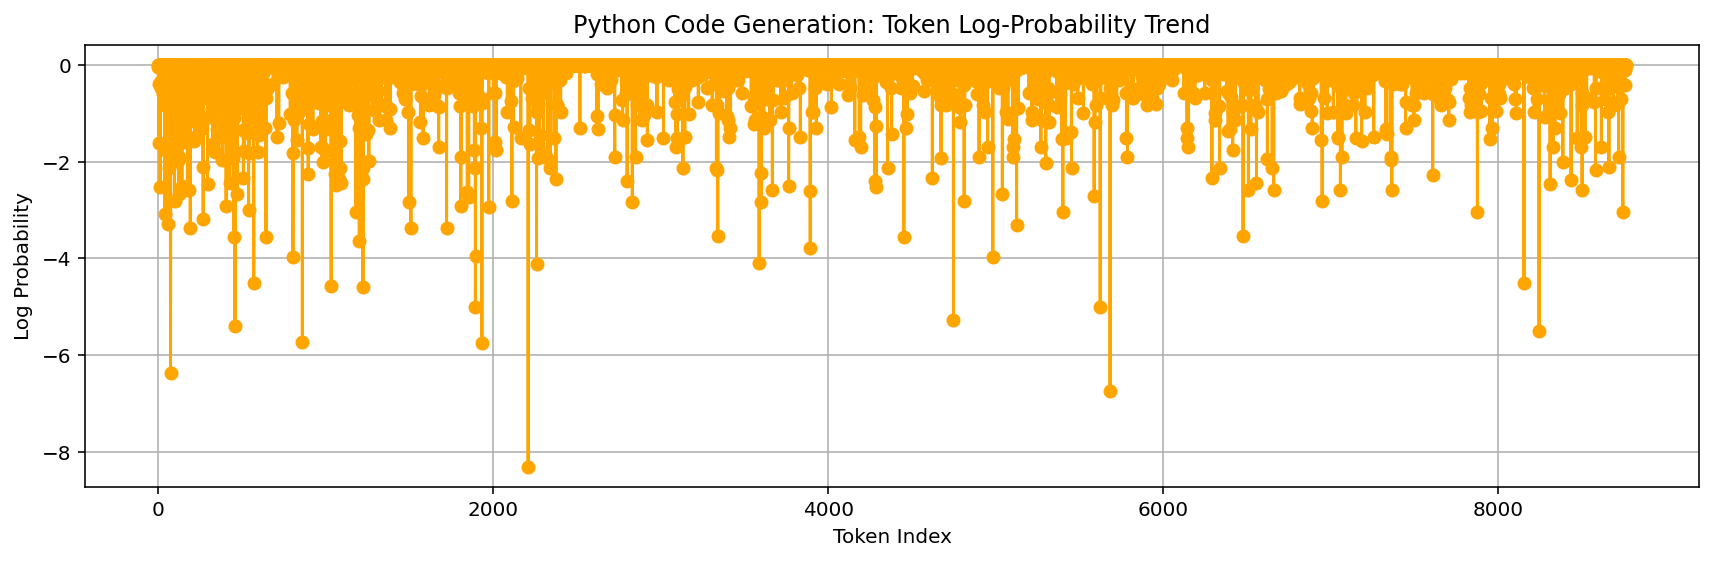 Python Code Generation: Token Log-Probability Trend
0
−2
−4
−6
−8
Log Probability
0 2000 4000 6000 8000
Token Index